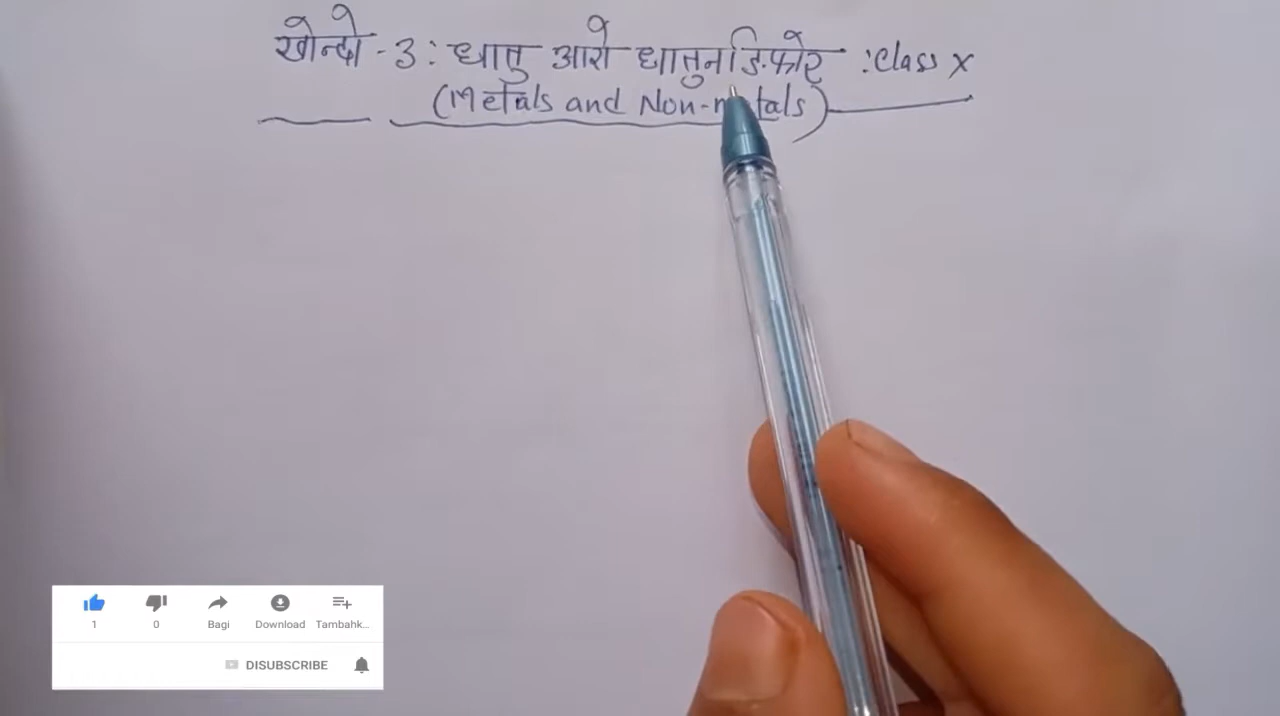 खोन्दो - 3 : धातु आरो धातुनङिफोर : Class X
(Metals and Non-metals)
1
0
Bagi
Download
Tambahk...
DISUBSCRIBE